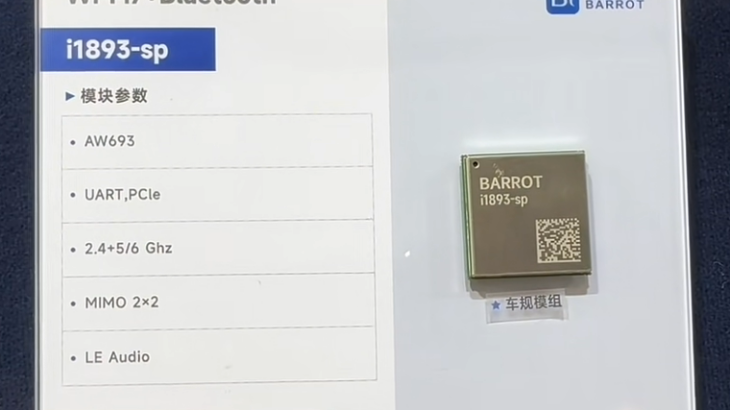 BARROT
i1893-sp
▶ 模块参数
• AW693
• UART,PCIe
• 2.4+5/6 Ghz
• MIMO 2×2
• LE Audio
BARROT
i1893-sp
★ 车规模组